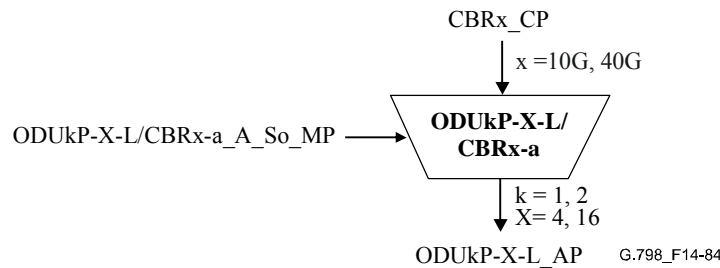 CBRx_CP
x =10G, 40G
ODUkP-X-L/CBRx-a_A_So_MP
ODUkP-X-L/
CBRx-a
k = 1, 2
X= 4, 16
ODUkP-X-L_AP
G.798_F14-84